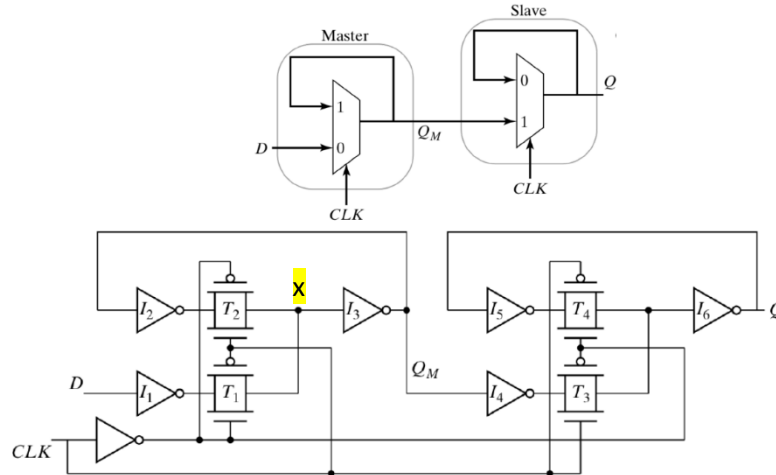 Slave
Master
0
Q
1
1
Q_M
D
0
CLK
CLK
X
I_2
T_2
I_3
I_5
T_4
I_6
Q
D
I_1
T_1
Q_M
I_4
T_3
CLK